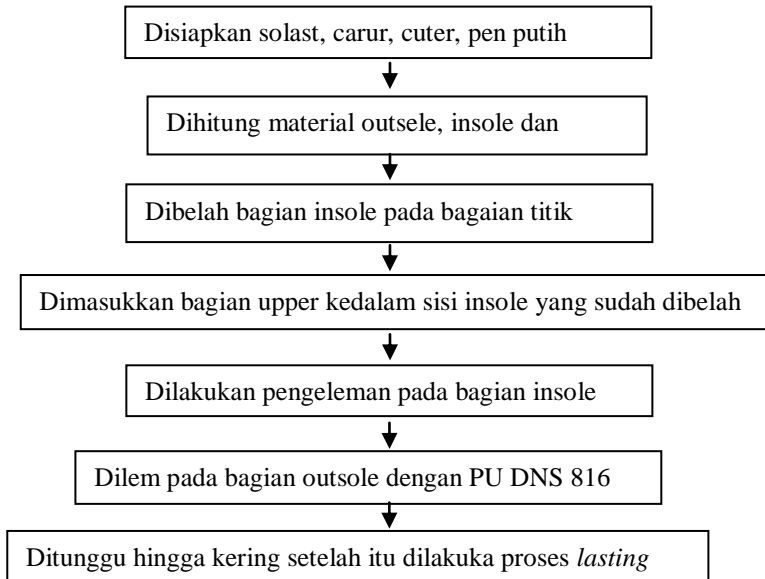 Disiapkan solast, carur, cuter, pen putih
Dihitung material outsele, insole dan
Dibelah bagian insole pada bagaian titik
Dimasukkan bagian upper kedalam sisi insole yang sudah dibelah
Dilakukan pengeleman pada bagian insole
Dilem pada bagian outsole dengan PU DNS 816
Ditunggu hingga kering setelah itu dilakuka proses lasting